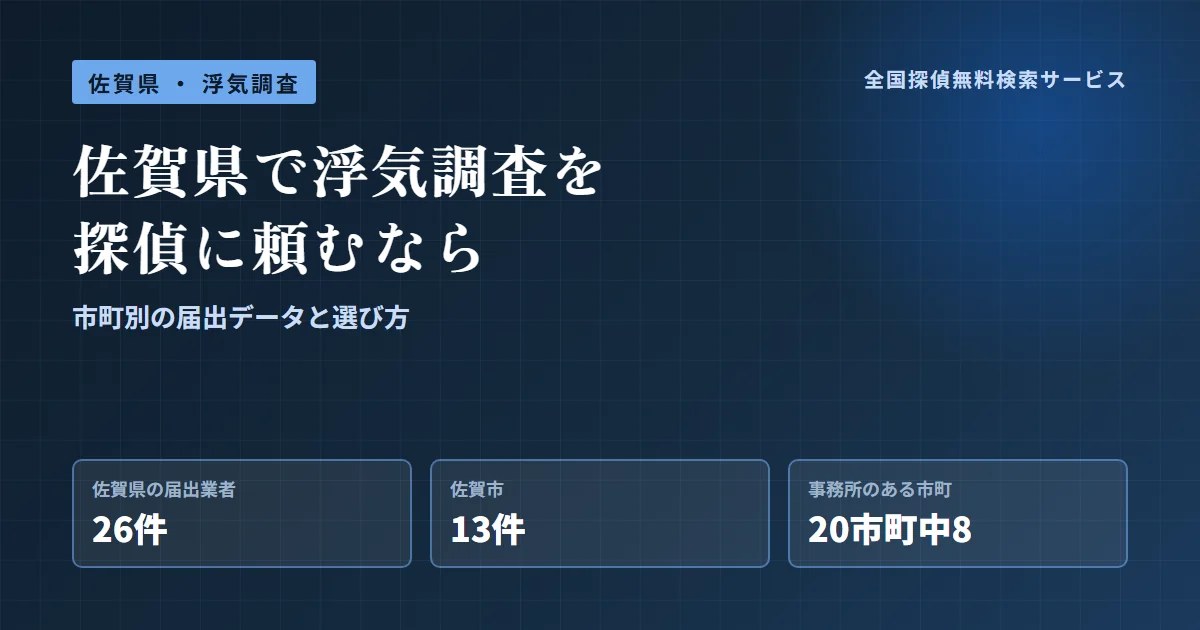 佐賀県 ・ 浮気調査
全国探偵無料検索サービス
佐賀県で浮気調査を
探偵に頼むなら
市町別の届出データと選び方
佐賀県の届出業者
26件
佐賀市
13件
事務所のある市町
20市町中8